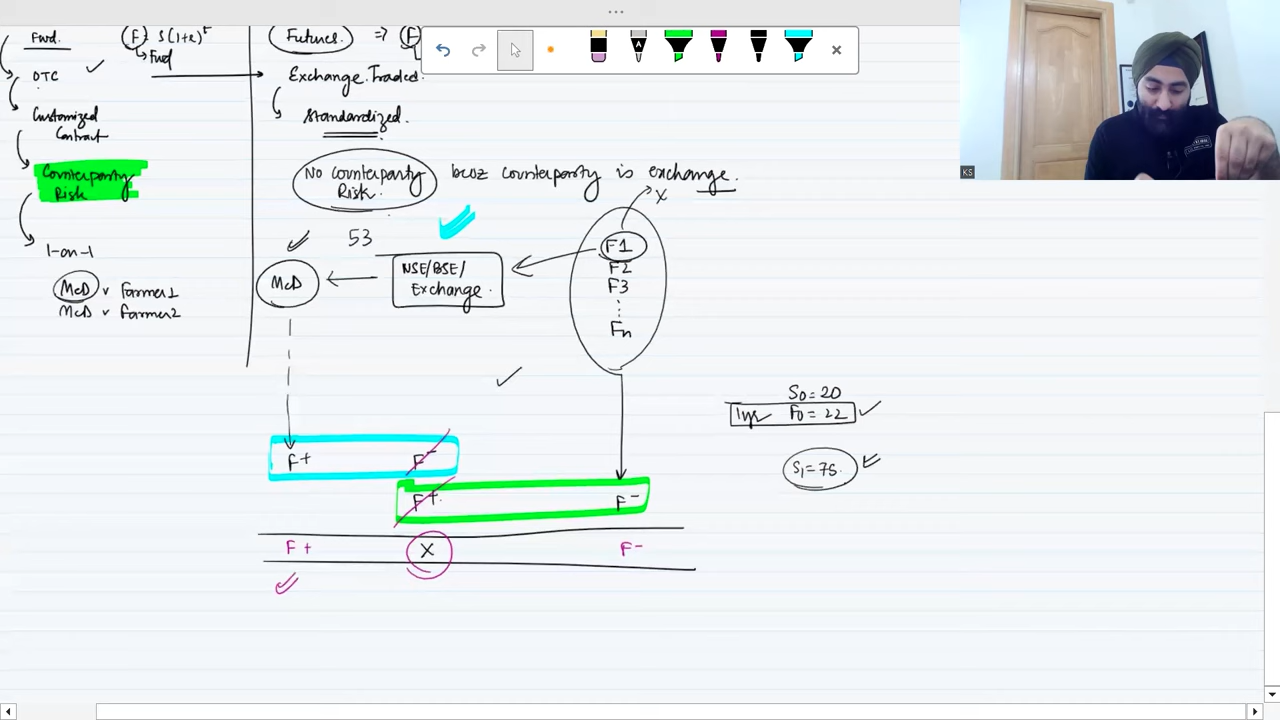 Fwd.
(F) S(1+R)^T
Fwd
OTC
Customized
Contract
Counterparty
Risk
1-on-1
McD v Farmer1
McD v Farmer2
Futures. => (F)
Exchange.Traded.
Standardized.
No Counterparty
Risk.
bcoz counterparty is exchange.
X
53
McD
NSE/BSE/
Exchange.
F1
F2
F3
Fn
S0=20
1yr F0=22
S1=75.
F+ F-
F+ F-
F+ X F-
A
KS